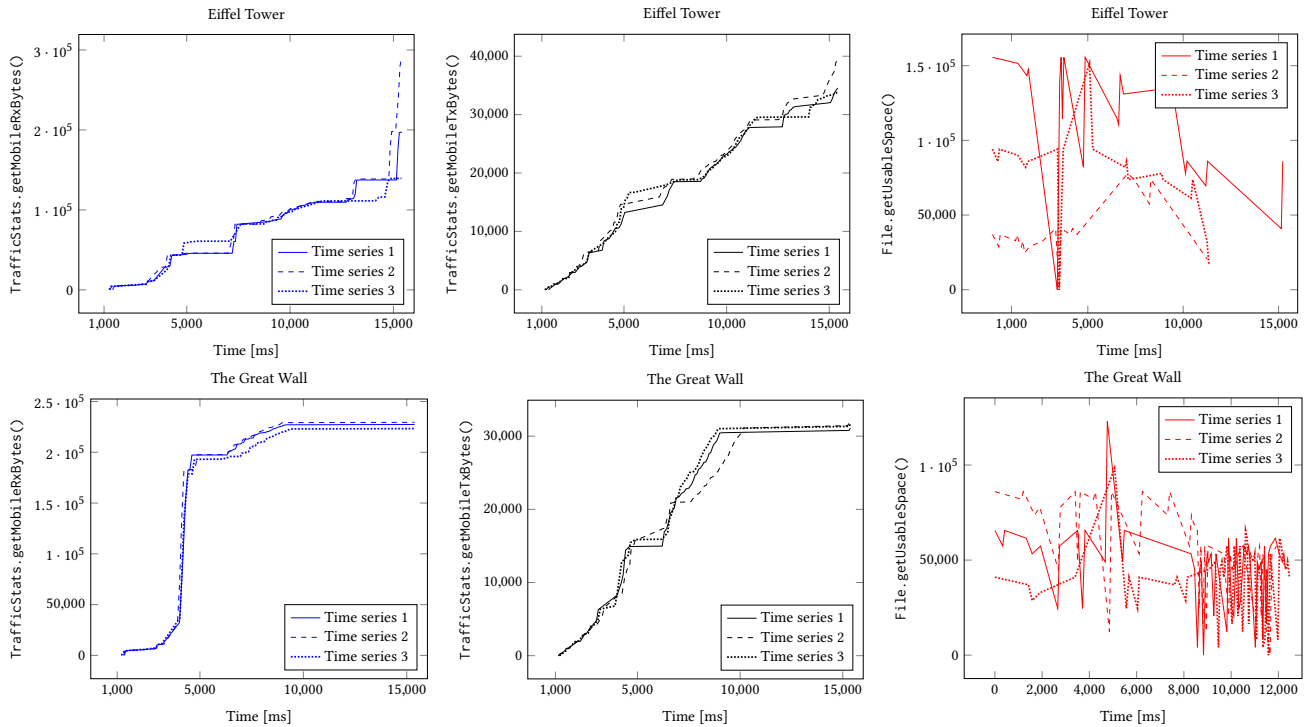 Eiffel Tower
TrafficStats.getMobileRxBytes()
3 · 10^5
2 · 10^5
1 · 10^5
0
1,000
5,000
10,000
15,000
Time [ms]
Time series 1
Time series 2
Time series 3
Eiffel Tower
TrafficStats.getMobileTxBytes()
40,000
30,000
20,000
10,000
0
1,000
5,000
10,000
15,000
Time [ms]
Time series 1
Time series 2
Time series 3
Eiffel Tower
File.getUsableSpace()
1.5 · 10^5
1 · 10^5
50,000
0
1,000
5,000
10,000
15,000
Time [ms]
Time series 1
Time series 2
Time series 3
The Great Wall
TrafficStats.getMobileRxBytes()
2.5 · 10^5
2 · 10^5
1.5 · 10^5
1 · 10^5
50,000
0
1,000
5,000
10,000
15,000
Time [ms]
Time series 1
Time series 2
Time series 3
The Great Wall
TrafficStats.getMobileTxBytes()
30,000
20,000
10,000
0
1,000
5,000
10,000
15,000
Time [ms]
Time series 1
Time series 2
Time series 3
The Great Wall
File.getUsableSpace()
1 · 10^5
50,000
0
0
2,000
4,000
6,000
8,000
10,000
12,000
Time [ms]
Time series 1
Time series 2
Time series 3